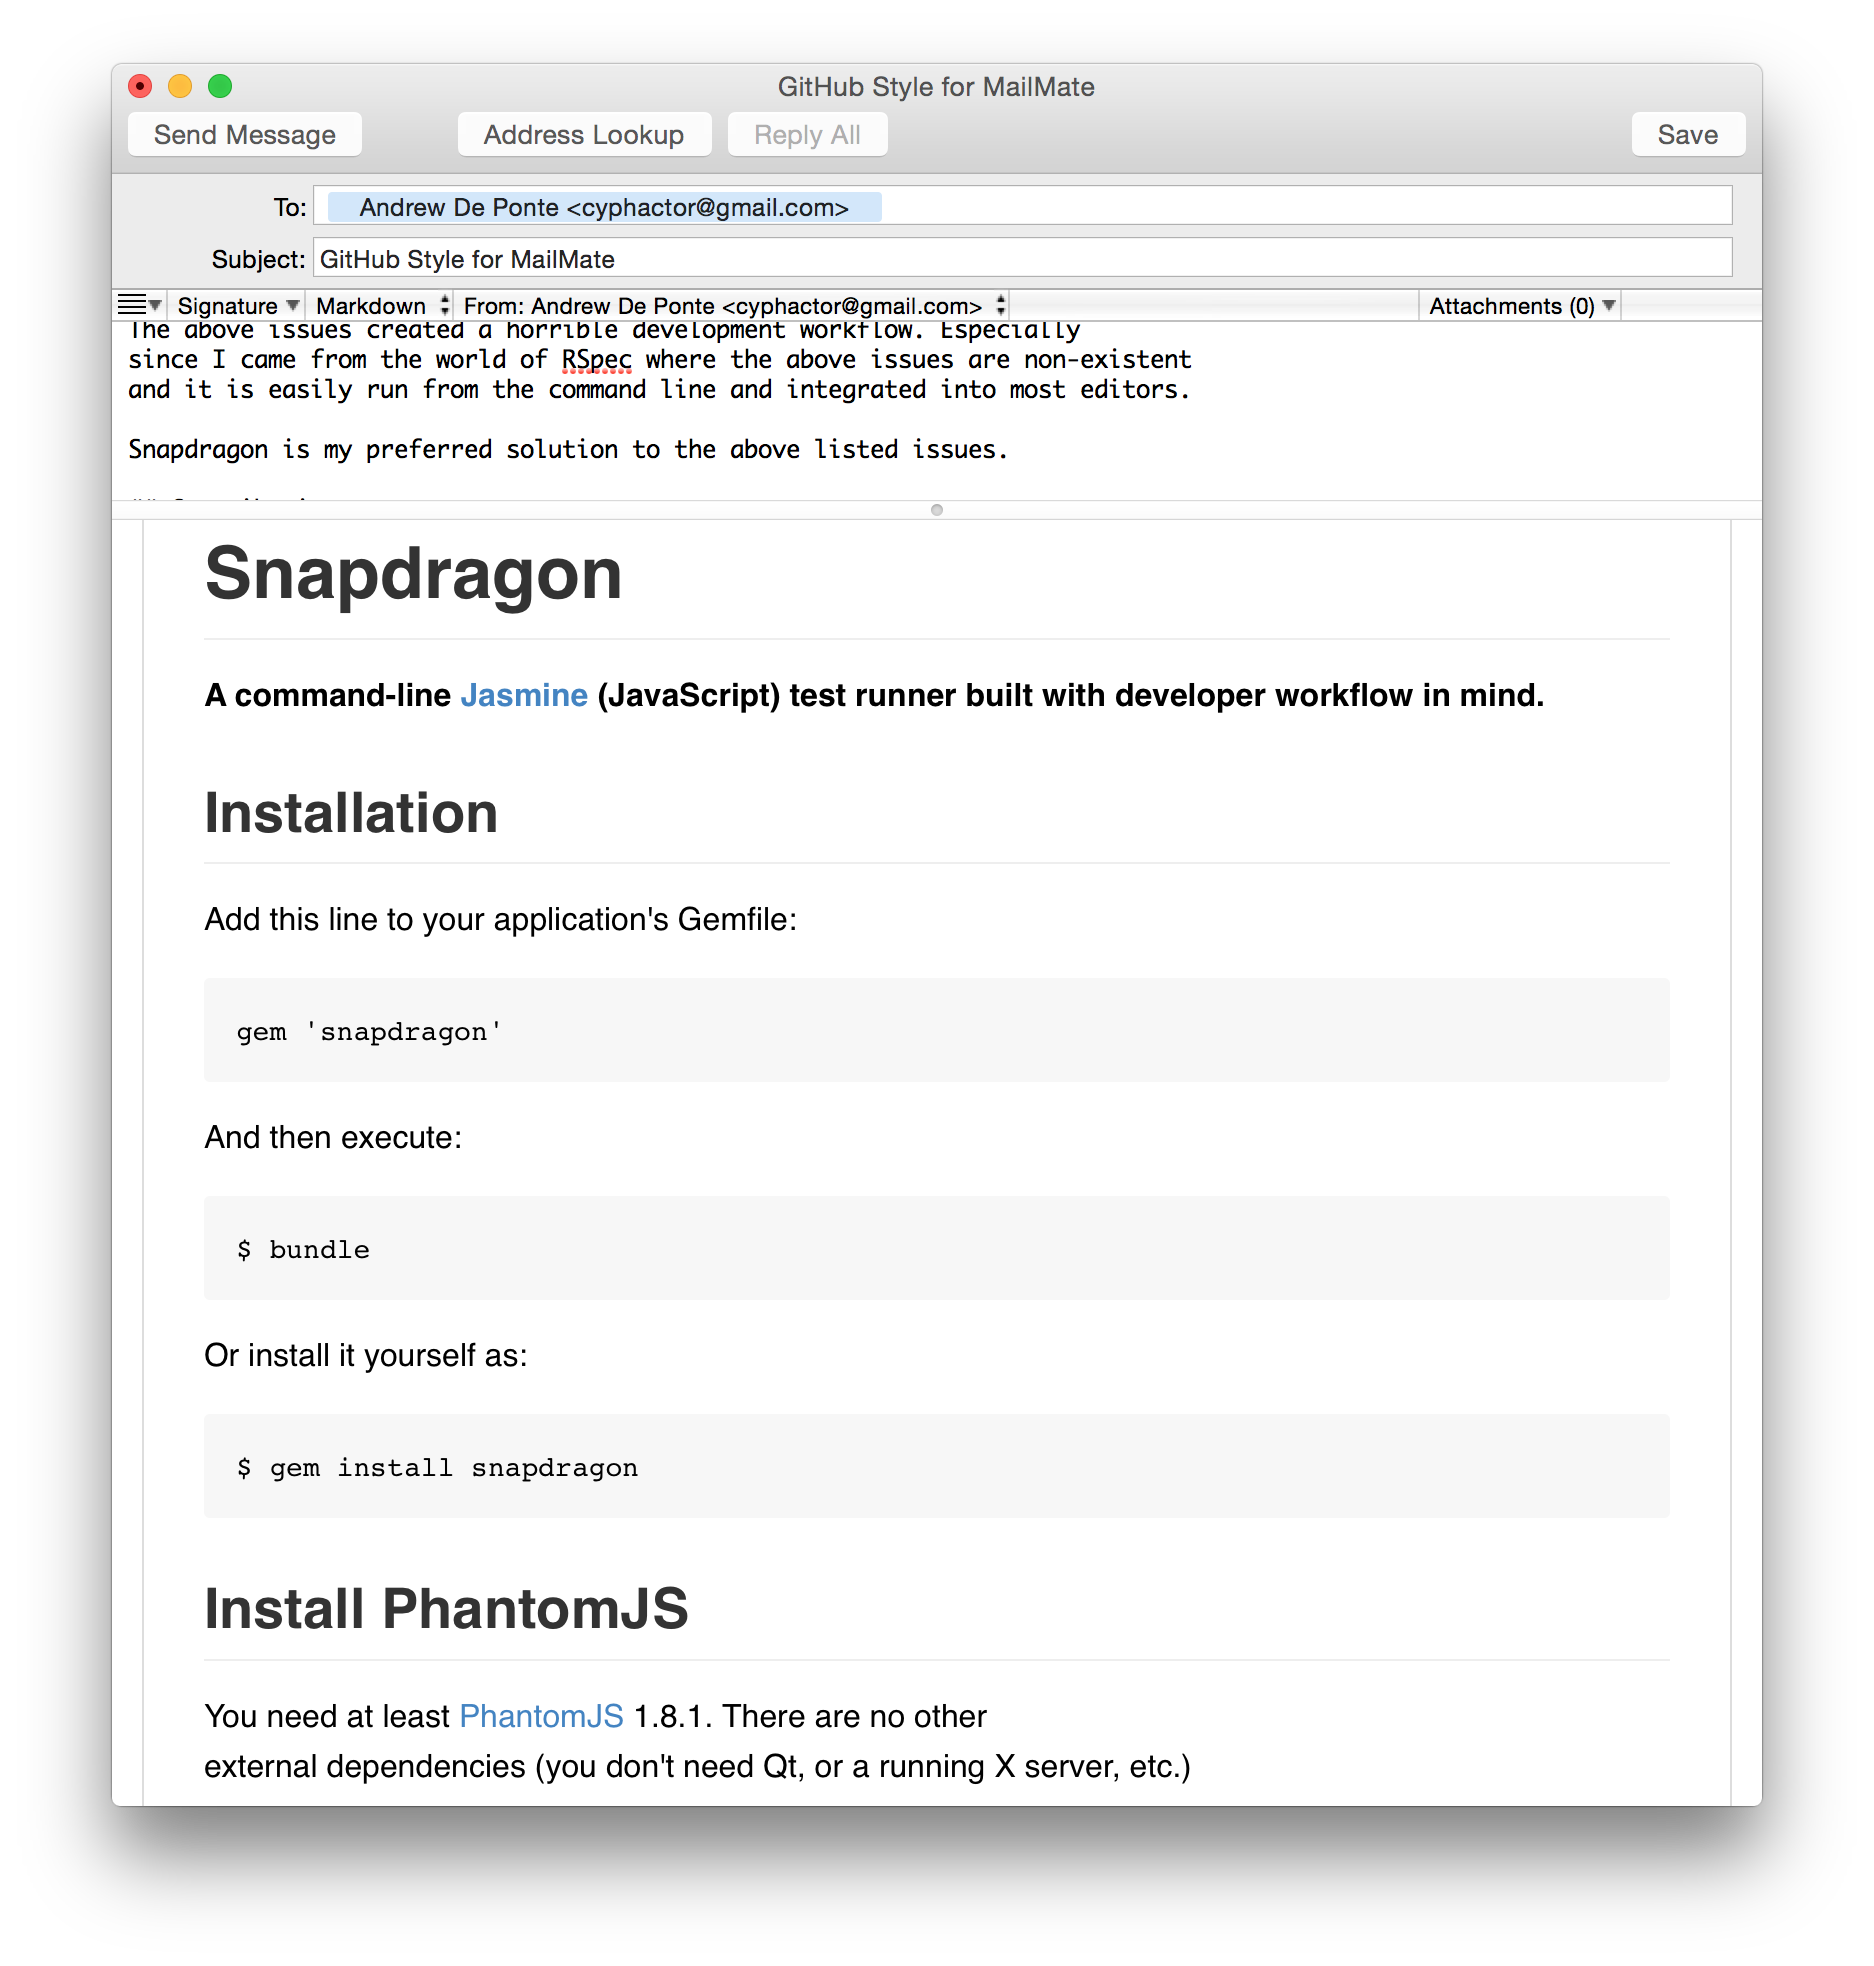 GitHub Style for MailMate
Send Message
Address Lookup
Reply All
Save
To: Andrew De Ponte <cyphactor@gmail.com>
Subject: GitHub Style for MailMate
Signature
Markdown
From: Andrew De Ponte <cyphactor@gmail.com>
Attachments (0)
The above issues created a horrible development workflow. Especially
since I came from the world of RSpec where the above issues are non-existent
and it is easily run from the command line and integrated into most editors.
Snapdragon is my preferred solution to the above listed issues.
Snapdragon
A command-line Jasmine (JavaScript) test runner built with developer workflow in mind.
Installation
Add this line to your application's Gemfile:
gem 'snapdragon'
And then execute:
$ bundle
Or install it yourself as:
$ gem install snapdragon
Install PhantomJS
You need at least PhantomJS 1.8.1. There are no other
external dependencies (you don't need Qt, or a running X server, etc.)